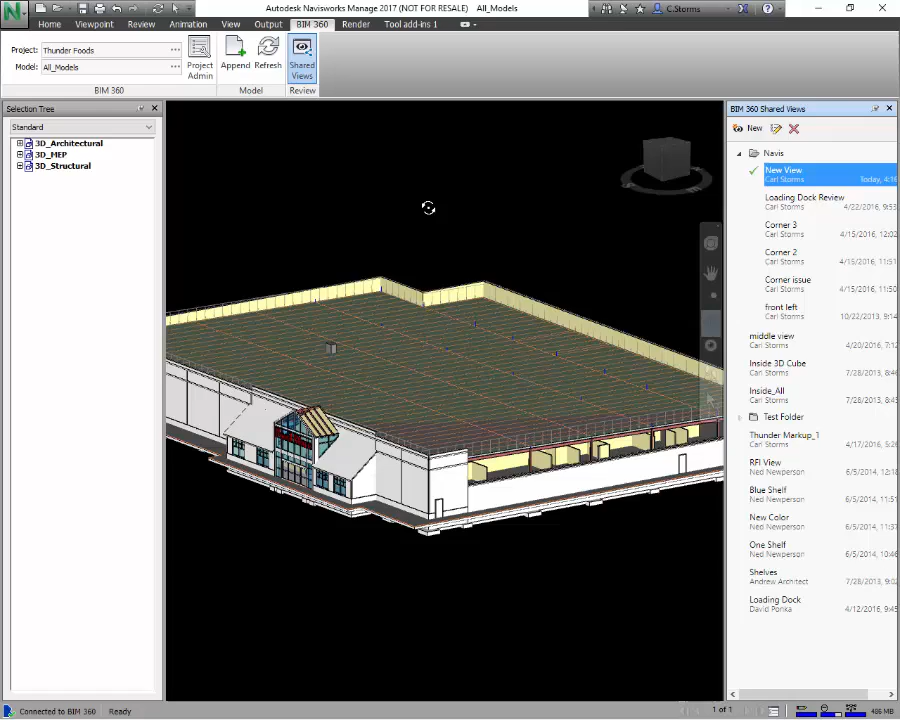 Autodesk Navisworks Manage 2017 (NOT FOR RESALE) All_Models
C.Storms
Home Viewpoint Review Animation View Output BIM 360 Render Tool add-ins 1
Project: Thunder Foods
Model: All_Models
Project Admin
Append
Refresh
Shared Views
BIM 360 Model Review
Selection Tree
Standard
3D_Architectural
3D_MEP
3D_Structural
BIM 360 Shared Views
New
Navis
New View
Carl Storms Today, 4:16
Loading Dock Review
Carl Storms 4/22/2016, 9:53
Corner 3
Carl Storms 4/15/2016, 12:02
Corner 2
Carl Storms 4/15/2016, 11:51
Corner issue
Carl Storms 4/15/2016, 11:50
front left
Carl Storms 10/22/2013, 9:14
middle view
Carl Storms 4/20/2016, 7:12
Inside 3D Cube
Carl Storms 7/28/2013, 8:46
Inside_All
Carl Storms 7/28/2013, 8:45
Test Folder
Thunder Markup_1
Carl Storms 4/17/2016, 5:26
RFI View
Ned Newperson 6/5/2014, 12:18
Blue Shelf
Ned Newperson 6/5/2014, 11:51
New Color
Ned Newperson 6/5/2014, 11:37
One Shelf
Ned Newperson 6/5/2014, 10:46
Shelves
Andrew Architect 7/28/2013, 9:02
Loading Dock
David Ponka 4/12/2016, 9:45
Connected to BIM 360 Ready
1 of 1
486 MB